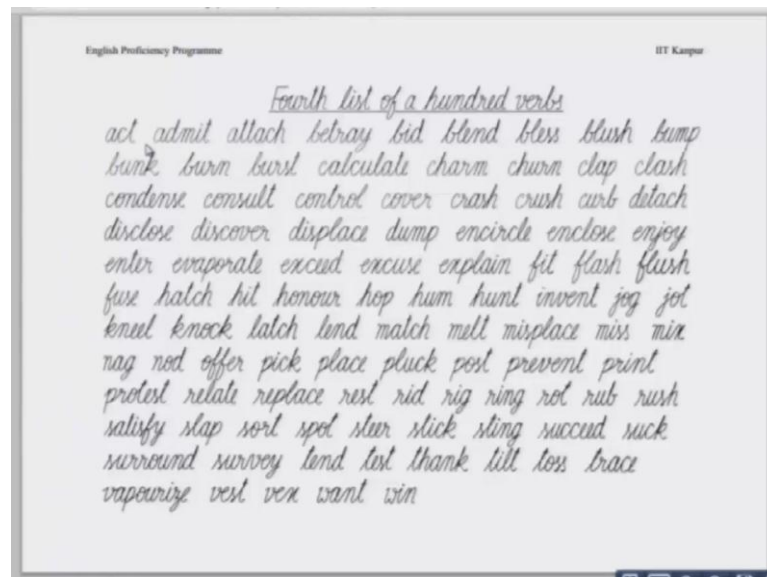 English Proficiency Programme IIT Kanpur
Fourth list of a hundred verbs
act admit attach betray bid blend bless blush bump
bunk burn burst calculate charm churn clap clash
condense consult control cover crash crush curb detach
disclose discover displace dump encircle enclose enjoy
enter evaporate exceed excuse explain fit flash flush
fuse hatch hit honour hop hum hunt invent jog jot
kneel knock latch lend match melt misplace miss mix
nag nod offer pick place pluck post prevent print
protest relate replace rest rid rig ring rot rub rush
satisfy slap sort spot steer stick sting succeed suck
surround survey tend test thank till toss trace
vapourize vest vex want win